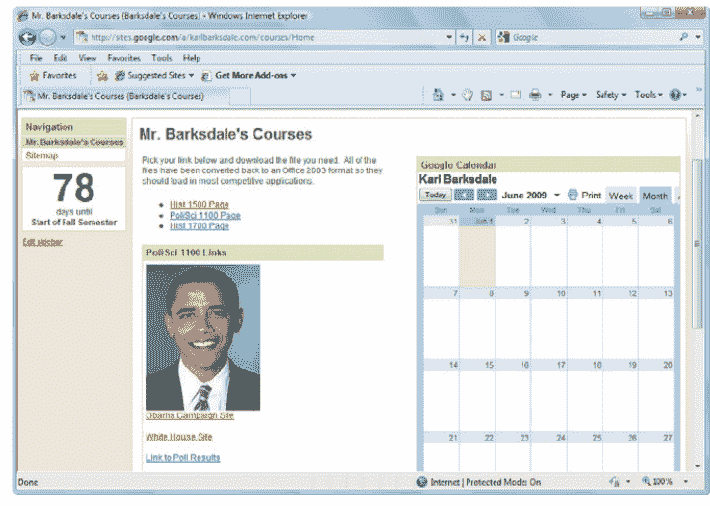 Mr. Barksdale's Courses (Barksdale's Courses) - Windows Internet Explorer
http://sites.google.com/a/karlbarksdale.com/courses/Home
Google
File Edit View Favorites Tools Help
Favorites Suggested Sites Get More Add-ons
Mr. Barksdale's Courses (Barksdale's Courses)
Page Safety Tools
Navigation
Mr. Barksdale's Courses
Sitemap
78
days until
Start of Fall Semester
Edit sidebar
Mr. Barksdale's Courses
Pick your link below and download the file you need. All of the
files have been converted back to an Office 2003 format so they
should load in most competitive applications.
Hist 1500 Page
PoliSci 1100 Page
Hist 1700 Page
PoliSci 1100 Links
Obama Campaign Site
White House Site
Link to Poll Results
Google Calendar
Karl Barksdale
Today June 2009 Print Week Month
Sun Mon Tue Wed Thu Fri Sat
31 Jun 1 2 3 4 5 6
7 8 9 10 11 12 13
14 15 16 17 18 19 20
21 22 23 24 25 26 27
Done
Internet | Protected Mode: On
100%